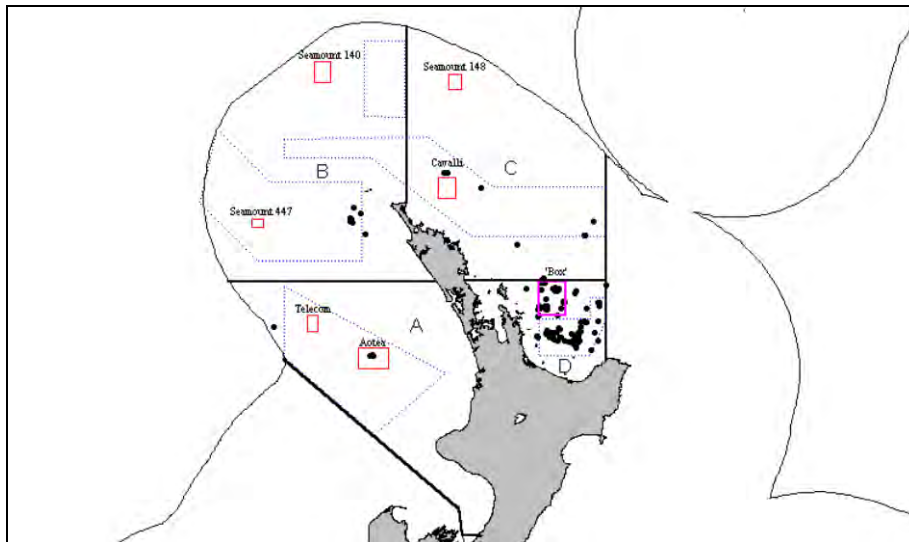 Seamount 140
Seamount 148
Cavalli
C
B
Seamount 447
'Box'
Telecom
A
Aotea
D